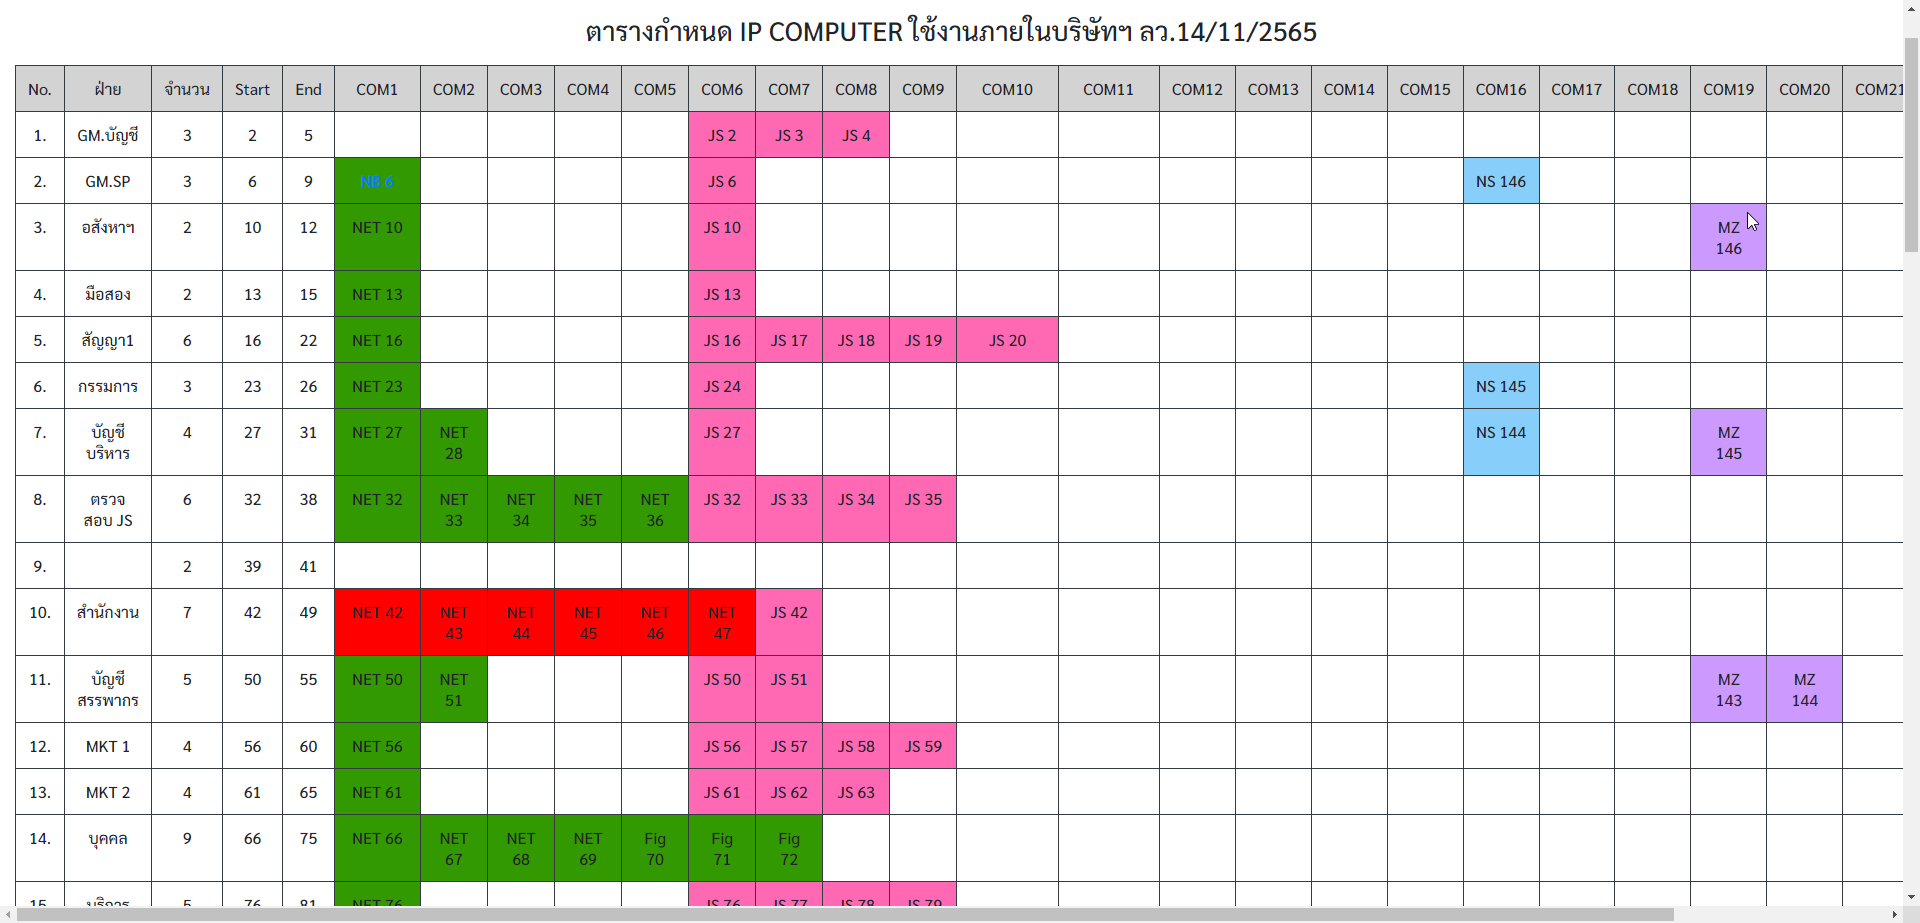 ตารางกำหนด IP COMPUTER ใช้งานภายในบริษัทฯ ลว.14/11/2565
No. ฝ่าย จำนวน Start End COM1 COM2 COM3 COM4 COM5 COM6 COM7 COM8 COM9 COM10 COM11 COM12 COM13 COM14 COM15 COM16 COM17 COM18 COM19 COM20 COM21
1. GM.บัญชี 3 2 5 JS 2 JS 3 JS 4
2. GM.SP 3 6 9 NB 6 JS 6 NS 146
3. อสังหาฯ 2 10 12 NET 10 JS 10 MZ
146
4. มือสอง 2 13 15 NET 13 JS 13
5. สัญญา1 6 16 22 NET 16 JS 16 JS 17 JS 18 JS 19 JS 20
6. กรรมการ 3 23 26 NET 23 JS 24 NS 145
7. บัญชี 4 27 31 NET 27 NET JS 27 NS 144 MZ
บริหาร 28 145
8. ตรวจ 6 32 38 NET 32 NET NET NET NET JS 32 JS 33 JS 34 JS 35
สอบ JS 33 34 35 36
9. 2 39 41
10. สำนักงาน 7 42 49 NET 42 NET NET NET NET NET JS 42
43 44 45 46 47
11. บัญชี 5 50 55 NET 50 NET JS 50 JS 51 MZ MZ
สรรพากร 51 143 144
12. MKT 1 4 56 60 NET 56 JS 56 JS 57 JS 58 JS 59
13. MKT 2 4 61 65 NET 61 JS 61 JS 62 JS 63
14. บุคคล 9 66 75 NET 66 NET NET NET Fig Fig Fig
67 68 69 70 71 72
15. บริการ 5 76 81 NET 76 JS 76 JS 77 JS 78 JS 79